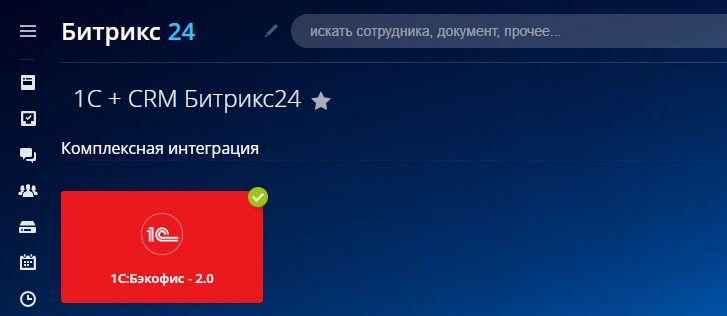 Битрикс 24
искать сотрудника, документ, прочее...
1С + CRM Битрикс24
Комплексная интеграция
1С
1С:Бэкофис - 2.0